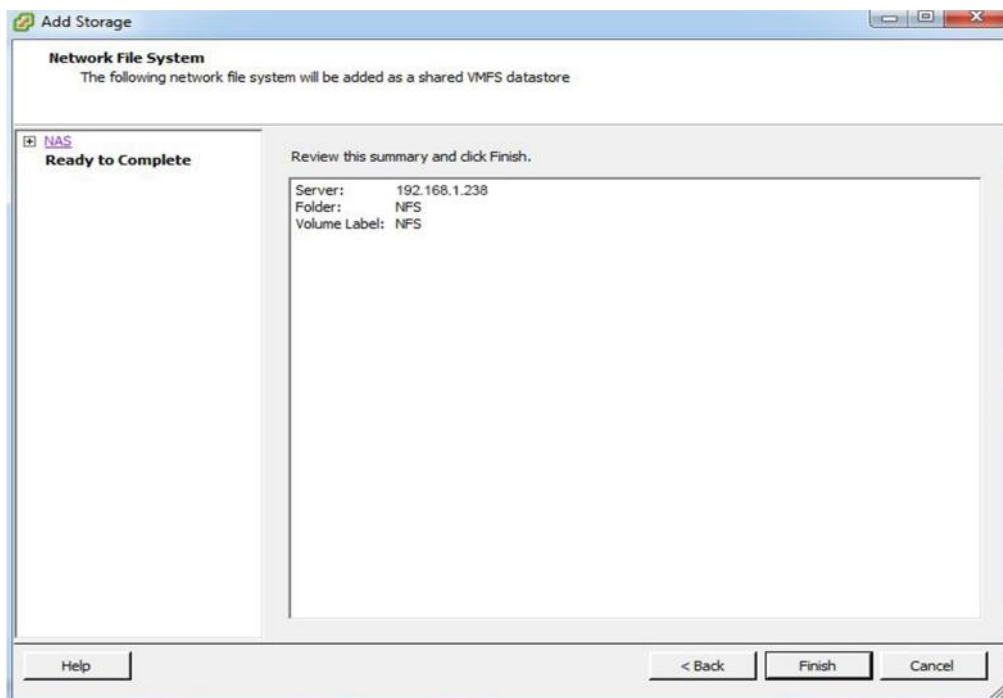 Add Storage
Network File System
The following network file system will be added as a shared VMFS datastore
NAS
Ready to Complete
Review this summary and click Finish.
Server: 192.168.1.238
Folder: NFS
Volume Label: NFS
Help
< Back
Finish
Cancel